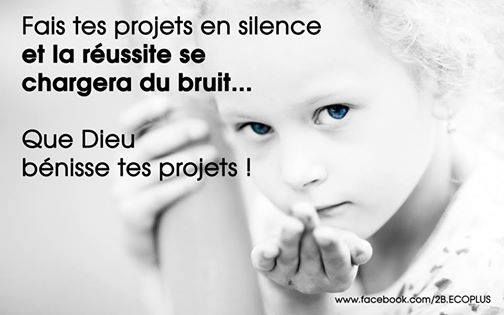 Fais tes projets en silence
et la réussite se
chargera du bruit...
Que Dieu
bénisse tes projets !
www.facebook.com/2B.ECOPLUS